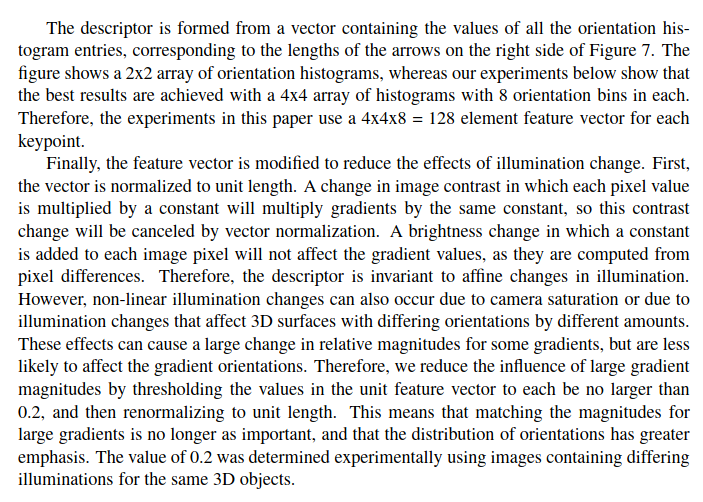 The descriptor is formed from a vector containing the values of all the orientation his-
togram entries, corresponding to the lengths of the arrows on the right side of Figure 7. The
figure shows a 2x2 array of orientation histograms, whereas our experiments below show that
the best results are achieved with a 4x4 array of histograms with 8 orientation bins in each.
Therefore, the experiments in this paper use a 4x4x8 = 128 element feature vector for each
keypoint.
Finally, the feature vector is modified to reduce the effects of illumination change. First,
the vector is normalized to unit length. A change in image contrast in which each pixel value
is multiplied by a constant will multiply gradients by the same constant, so this contrast
change will be canceled by vector normalization. A brightness change in which a constant
is added to each image pixel will not affect the gradient values, as they are computed from
pixel differences. Therefore, the descriptor is invariant to affine changes in illumination.
However, non-linear illumination changes can also occur due to camera saturation or due to
illumination changes that affect 3D surfaces with differing orientations by different amounts.
These effects can cause a large change in relative magnitudes for some gradients, but are less
likely to affect the gradient orientations. Therefore, we reduce the influence of large gradient
magnitudes by thresholding the values in the unit feature vector to each be no larger than
0.2, and then renormalizing to unit length. This means that matching the magnitudes for
large gradients is no longer as important, and that the distribution of orientations has greater
emphasis. The value of 0.2 was determined experimentally using images containing differing
illuminations for the same 3D objects.